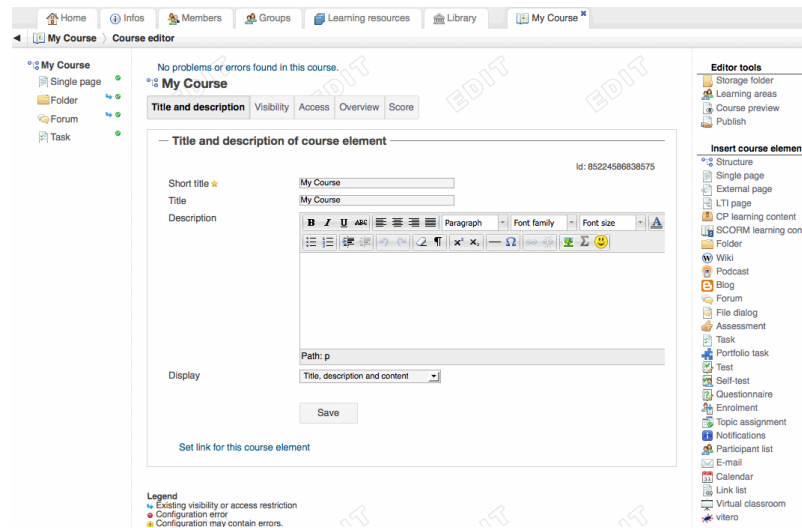 Home
Infos
Members
Groups
Learning resources
Library
My Course
My Course
Course editor
My Course
Single page
Folder
Forum
Task
No problems or errors found in this course.
My Course
Title and description
Visibility
Access
Overview
Score
Title and description of course element
Id: 85224586838575
Short title
My Course
Title
My Course
Description
B I U ABC
Paragraph
Font family
Font size
A
Path: p
Display
Title, description and content
Save
Set link for this course element
Legend
Existing visibility or access restriction
Configuration error
Configuration may contain errors.
EDIT
EDIT
EDIT
EDIT
EDIT
EDIT
Editor tools
Storage folder
Learning areas
Course preview
Publish
Insert course elemen
Structure
Single page
External page
LTI page
CP learning content
SCORM learning con
Folder
Wiki
Podcast
Blog
Forum
File dialog
Assessment
Task
Portfolio task
Test
Self-test
Questionnaire
Enrolment
Topic assignment
Notifications
Participant list
E-mail
Calendar
Link list
Virtual classroom
vitero